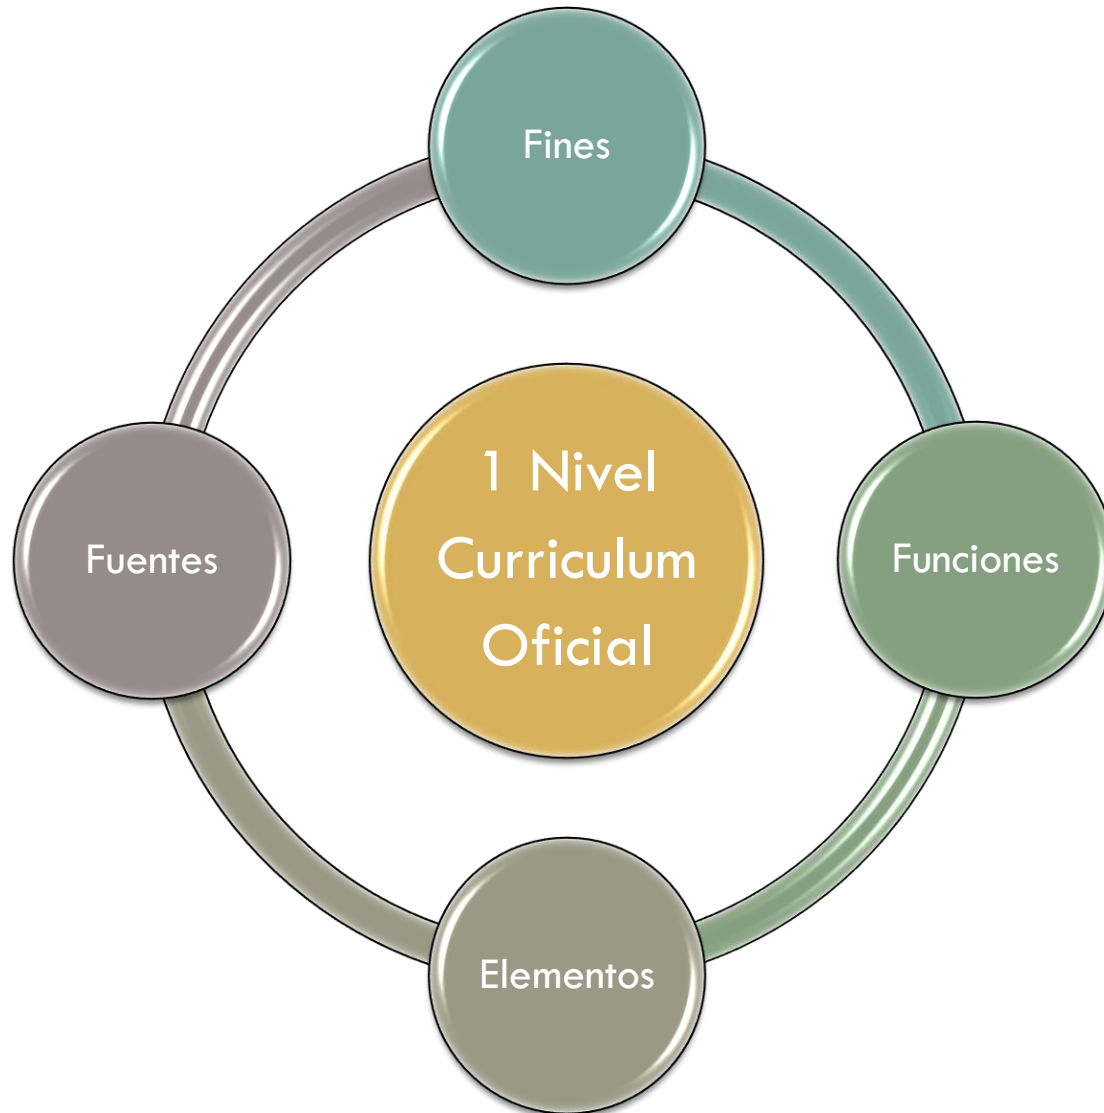 Fines
Fuentes
1 Nivel
Curriculum
Oficial
Funciones
Elementos